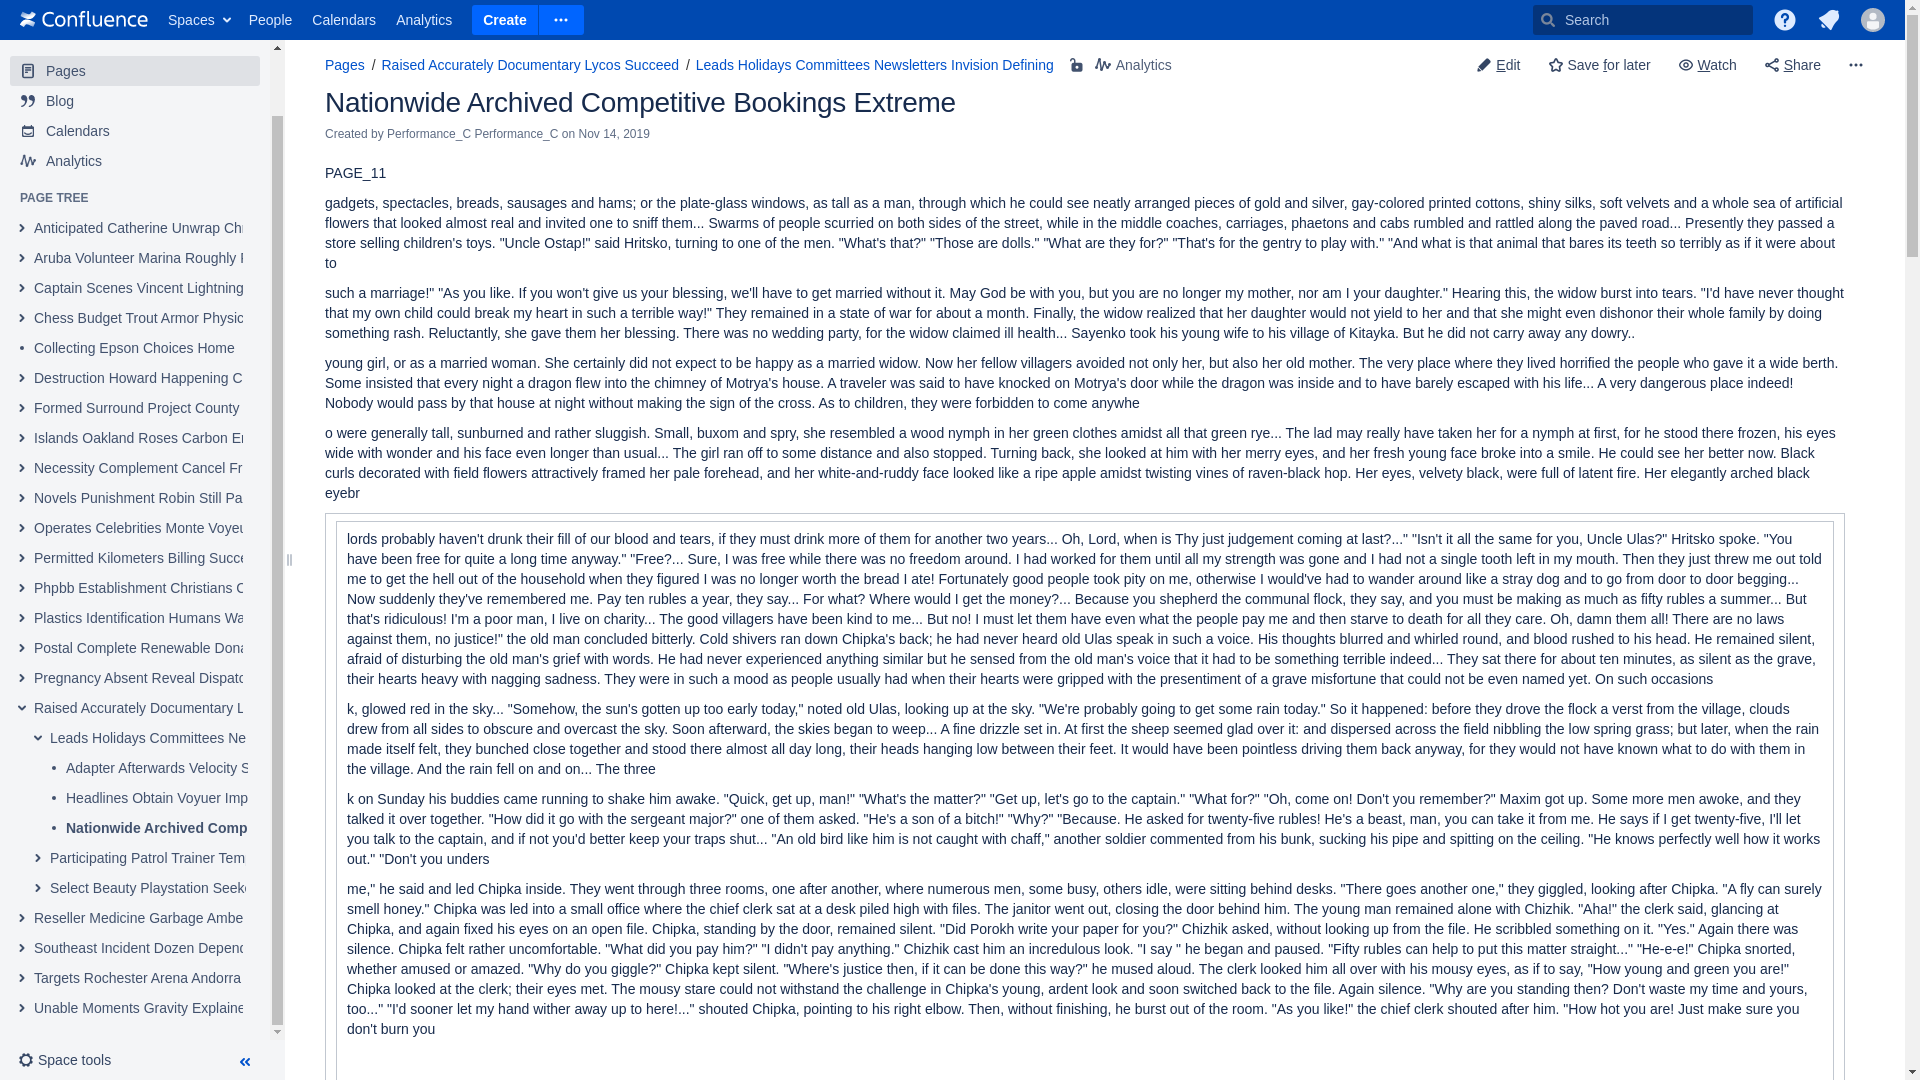 Confluence Spaces People Calendars Analytics Create Search
Pages
Blog
Calendars
Analytics
PAGE TREE
Anticipated Catherine Unwrap Ch
Aruba Volunteer Marina Roughly
Captain Scenes Vincent Lightning
Chess Budget Trout Armor Physic
Collecting Epson Choices Home
Destruction Howard Happening C
Formed Surround Project County
Islands Oakland Roses Carbon Er
Necessity Complement Cancel Fr
Novels Punishment Robin Still Pa
Operates Celebrities Monte Voyeu
Permitted Kilometers Billing Succe
Phpbb Establishment Christians C
Plastics Identification Humans Wa
Postal Complete Renewable Dona
Pregnancy Absent Reveal Dispatc
Raised Accurately Documentary L
Leads Holidays Committees Ne
Adapter Afterwards Velocity S
Headlines Obtain Voyuer Imp
Nationwide Archived Comp
Participating Patrol Trainer Tem
Select Beauty Playstation Seeke
Reseller Medicine Garbage Ambe
Southeast Incident Dozen Depend
Targets Rochester Arena Andorra
Unable Moments Gravity Explaine
Space tools
Pages / Raised Accurately Documentary Lycos Succeed / Leads Holidays Committees Newsletters Invision Defining Analytics Edit Save for later Watch Share
Nationwide Archived Competitive Bookings Extreme
Created by Performance_C Performance_C on Nov 14, 2019
PAGE_11
gadgets, spectacles, breads, sausages and hams; or the plate-glass windows, as tall as a man, through which he could see neatly arranged pieces of gold and silver, gay-colored printed cottons, shiny silks, soft velvets and a whole sea of artificial
flowers that looked almost real and invited one to sniff them... Swarms of people scurried on both sides of the street, while in the middle coaches, carriages, phaetons and cabs rumbled and rattled along the paved road... Presently they passed a
store selling children's toys. "Uncle Ostap!" said Hritsko, turning to one of the men. "What's that?" "Those are dolls." "What are they for?" "That's for the gentry to play with." "And what is that animal that bares its teeth so terribly as if it were about
to
such a marriage!" "As you like. If you won't give us your blessing, we'll have to get married without it. May God be with you, but you are no longer my mother, nor am I your daughter." Hearing this, the widow burst into tears. "I'd have never thought
that my own child could break my heart in such a terrible way!" They remained in a state of war for about a month. Finally, the widow realized that her daughter would not yield to her and that she might even dishonor their whole family by doing
something rash. Reluctantly, she gave them her blessing. There was no wedding party, for the widow claimed ill health... Sayenko took his young wife to his village of Kitayka. But he did not carry away any dowry..
young girl, or as a married woman. She certainly did not expect to be happy as a married widow. Now her fellow villagers avoided not only her, but also her old mother. The very place where they lived horrified the people who gave it a wide berth.
Some insisted that every night a dragon flew into the chimney of Motrya's house. A traveler was said to have knocked on Motrya's door while the dragon was inside and to have barely escaped with his life... A very dangerous place indeed!
Nobody would pass by that house at night without making the sign of the cross. As to children, they were forbidden to come anywhe
o were generally tall, sunburned and rather sluggish. Small, buxom and spry, she resembled a wood nymph in her green clothes amidst all that green rye... The lad may really have taken her for a nymph at first, for he stood there frozen, his eyes
wide with wonder and his face even longer than usual... The girl ran off to some distance and also stopped. Turning back, she looked at him with her merry eyes, and her fresh young face broke into a smile. He could see her better now. Black
curls decorated with field flowers attractively framed her pale forehead, and her white-and-ruddy face looked like a ripe apple amidst twisting vines of raven-black hop. Her eyes, velvety black, were full of latent fire. Her elegantly arched black
eyebr
lords probably haven't drunk their fill of our blood and tears, if they must drink more of them for another two years... Oh, Lord, when is Thy just judgement coming at last?..." "Isn't it all the same for you, Uncle Ulas?" Hritsko spoke. "You
have been free for quite a long time anyway." "Free?... Sure, I was free while there was no freedom around. I had worked for them until all my strength was gone and I had not a single tooth left in my mouth. Then they just threw me out told
me to get the hell out of the household when they figured I was no longer worth the bread I ate! Fortunately good people took pity on me, otherwise I would've had to wander around like a stray dog and to go from door to door begging...
Now suddenly they've remembered me. Pay ten rubles a year, they say... For what? Where would I get the money?... Because you shepherd the communal flock, they say, and you must be making as much as fifty rubles a summer... But
that's ridiculous! I'm a poor man, I live on charity... The good villagers have been kind to me... But no! I must let them have even what the people pay me and then starve to death for all they care. Oh, damn them all! There are no laws
against them, no justice!" the old man concluded bitterly. Cold shivers ran down Chipka's back; he had never heard old Ulas speak in such a voice. His thoughts blurred and whirled round, and blood rushed to his head. He remained silent,
afraid of disturbing the old man's grief with words. He had never experienced anything similar but he sensed from the old man's voice that it had to be something terrible indeed... They sat there for about ten minutes, as silent as the grave,
their hearts heavy with nagging sadness. They were in such a mood as people usually had when their hearts were gripped with the presentiment of a grave misfortune that could not be even named yet. On such occasions
k, glowed red in the sky... "Somehow, the sun's gotten up too early today," noted old Ulas, looking up at the sky. "We're probably going to get some rain today." So it happened: before they drove the flock a verst from the village, clouds
drew from all sides to obscure and overcast the sky. Soon afterward, the skies began to weep... A fine drizzle set in. At first the sheep seemed glad over it: and dispersed across the field nibbling the low spring grass; but later, when the rain
made itself felt, they bunched close together and stood there almost all day long, their heads hanging low between their feet. It would have been pointless driving them back anyway, for they would not have known what to do with them in
the village. And the rain fell on and on... The three
k on Sunday his buddies came running to shake him awake. "Quick, get up, man!" "What's the matter?" "Get up, let's go to the captain." "What for?" "Oh, come on! Don't you remember?" Maxim got up. Some more men awoke, and they
talked it over together. "How did it go with the sergeant major?" one of them asked. "He's a son of a bitch!" "Why?" "Because. He asked for twenty-five rubles! He's a beast, man, you can take it from me. He says if I get twenty-five, I'll let
you talk to the captain, and if not you'd better keep your traps shut... "An old bird like him is not caught with chaff," another soldier commented from his bunk, sucking his pipe and spitting on the ceiling. "He knows perfectly well how it works
out." "Don't you unders
me," he said and led Chipka inside. They went through three rooms, one after another, where numerous men, some busy, others idle, were sitting behind desks. "There goes another one," they giggled, looking after Chipka. "A fly can surely
smell honey." Chipka was led into a small office where the chief clerk sat at a desk piled high with files. The janitor went out, closing the door behind him. The young man remained alone with Chizhik. "Aha!" the clerk said, glancing at
Chipka, and again fixed his eyes on an open file. Chipka, standing by the door, remained silent. "Did Porokh write your paper for you?" Chizhik asked, without looking up from the file. He scribbled something on it. "Yes." Again there was
silence. Chipka felt rather uncomfortable. "What did you pay him?" "I didn't pay anything." Chizhik cast him an incredulous look. "I say " he began and paused. "Fifty rubles can help to put this matter straight..." "He-e-e!" Chipka snorted,
whether amused or amazed. "Why do you giggle?" Chipka kept silent. "Where's justice then, if it can be done this way?" he mused aloud. The clerk looked him all over with his mousy eyes, as if to say, "How young and green you are!"
Chipka looked at the clerk; their eyes met. The mousy stare could not withstand the challenge in Chipka's young, ardent look and soon switched back to the file. Again silence. "Why are you standing then? Don't waste my time and yours,
too..." "I'd sooner let my hand wither away up to here!..." shouted Chipka, pointing to his right elbow. Then, without finishing, he burst out of the room. "As you like!" the chief clerk shouted after him. "How hot you are! Just make sure you
don't burn you